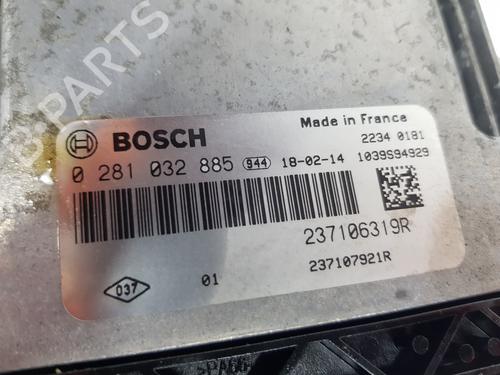 PARTS
BOSCH
Made in France
2234 0181
0 281 032 885 944 18-02-14 1039S94929
237106319R
037
01
237107921R